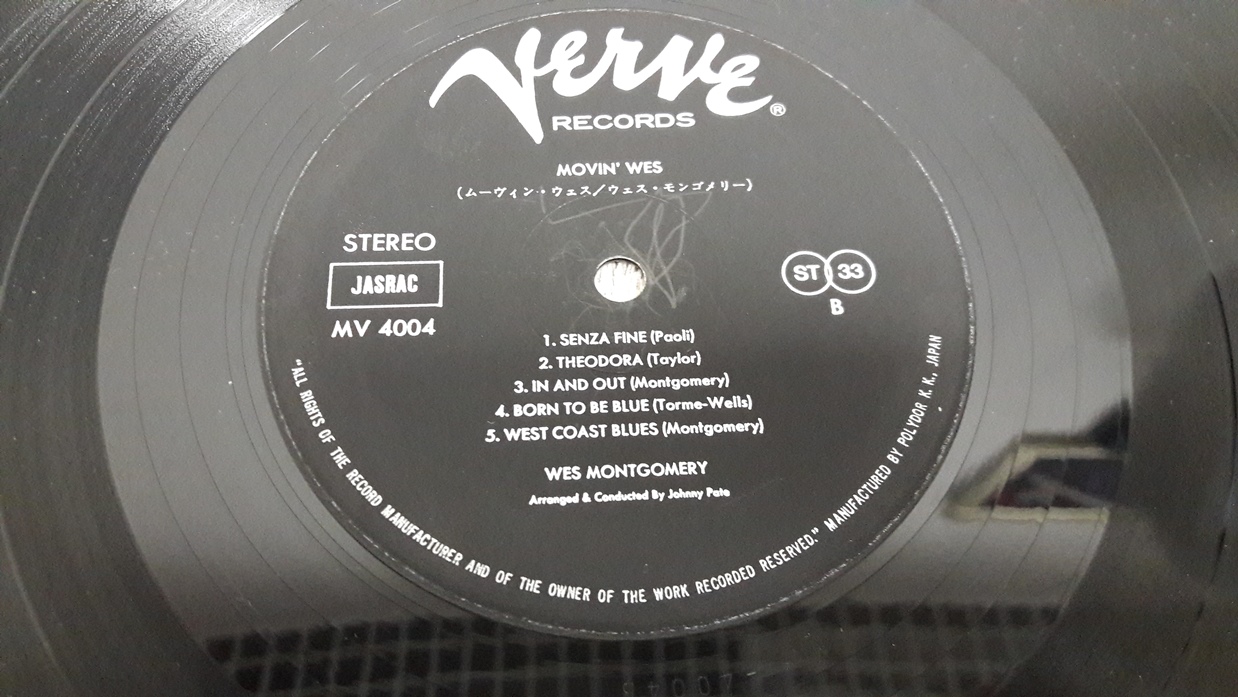 Verve
RECORDS ®
MOVIN' WES
(ムーヴィン・ウェス/ウェス・モンゴメリー)
STEREO
JASRAC
MV 4004
ST 33
B
1. SENZA FINE (Paoli)
2. THEODORA (Taylor)
3. IN AND OUT (Montgomery)
4. BORN TO BE BLUE (Torme-Wells)
5. WEST COAST BLUES (Montgomery)
WES MONTGOMERY
Arranged & Conducted By Johnny Pate
"ALL RIGHTS OF THE RECORD MANUFACTURER AND OF THE OWNER OF THE WORK RECORDED RESERVED." MANUFACTURED BY POLYDOR K. K., JAPAN